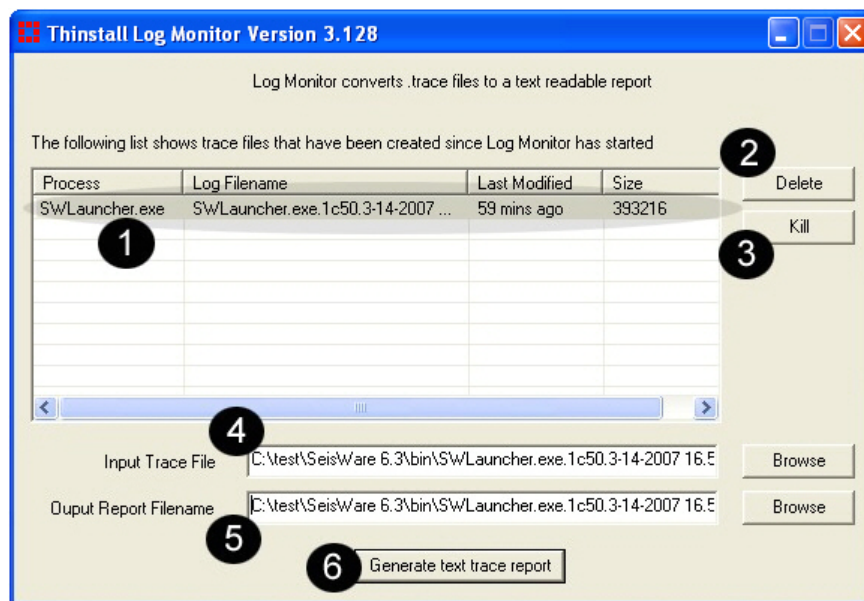 Thinstall Log Monitor Version 3.128
Log Monitor converts .trace files to a text readable report
The following list shows trace files that have been created since Log Monitor has started
2
Process Log Filename Last Modified Size
Delete
SWLauncher.exe SWLauncher.exe.1c50.3-14-2007 ... 59 mins ago 393216
Kill
1
3
4
Input Trace File C:\test\SeisWare 6.3\bin\SWLauncher.exe.1c50.3-14-2007 16.5 Browse
Ouput Report Filename C:\test\SeisWare 6.3\bin\SWLauncher.exe.1c50.3-14-2007 16.5 Browse
5
6 Generate text trace report